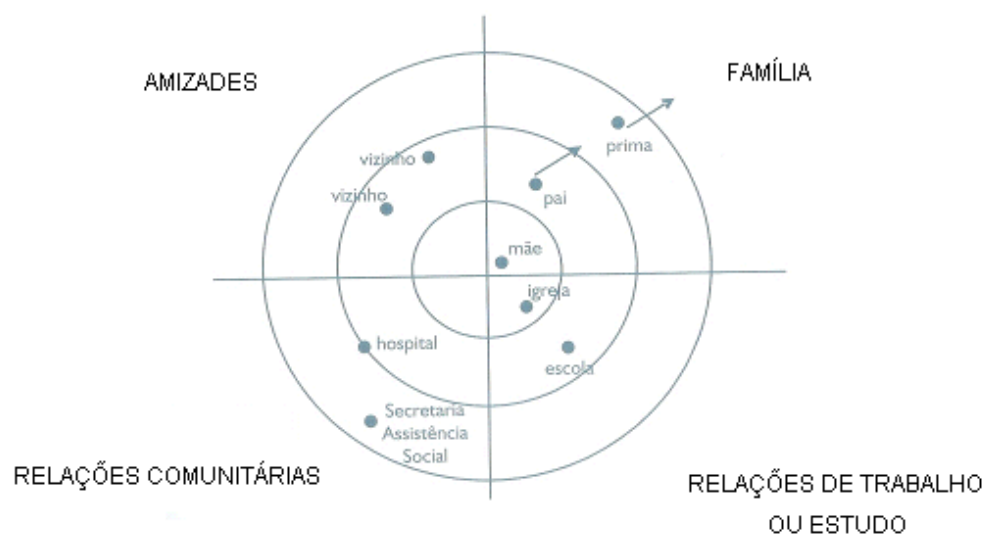 AMIZADES
FAMÍLIA
prima
vizinho
vizinho
pai
mãe
igreja
hospital
escola
Secretaria
Assistência
Social
RELAÇÕES COMUNITÁRIAS
RELAÇÕES DE TRABALHO
OU ESTUDO